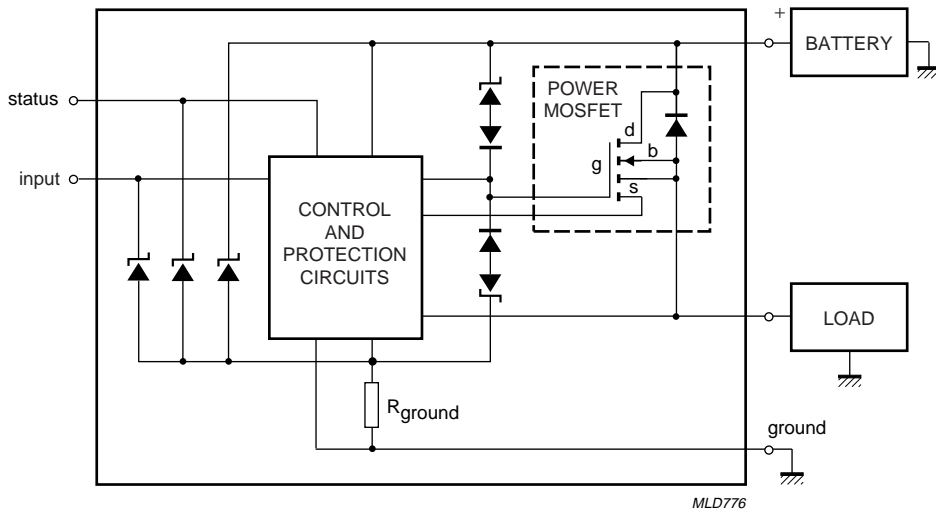 +
BATTERY
POWER
MOSFET
status
d
b
g
s
input
CONTROL
AND
PROTECTION
CIRCUITS
LOAD
Rground
ground
MLD776